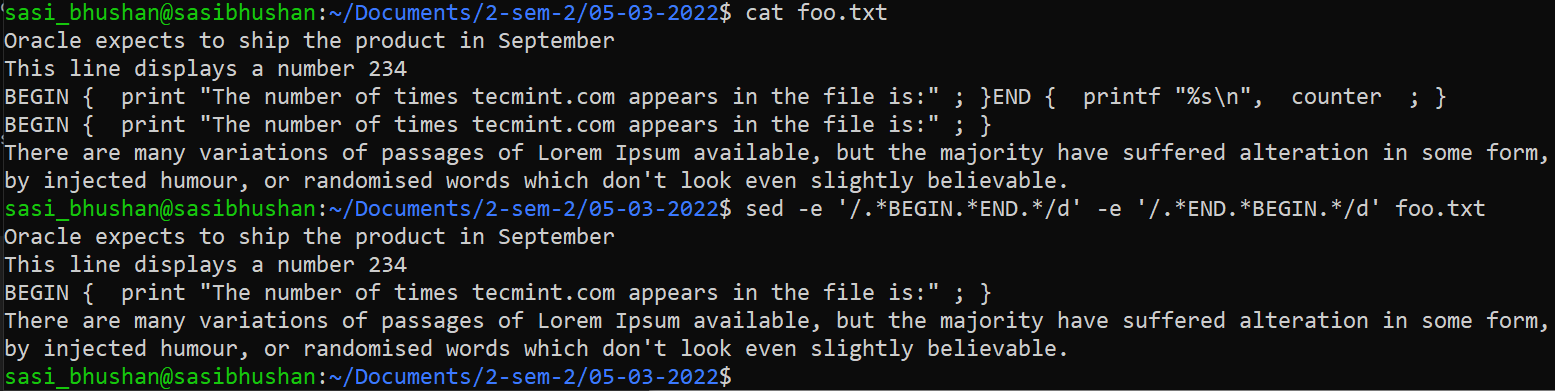 sasi_bhushan@sasibhushan:~/Documents/2-sem-2/05-03-2022$ cat foo.txt
Oracle expects to ship the product in September
This line displays a number 234
BEGIN {  print "The number of times tecmint.com appears in the file is:" ; }END {  printf "%s\n",  counter  ; }
BEGIN {  print "The number of times tecmint.com appears in the file is:" ; }
There are many variations of passages of Lorem Ipsum available, but the majority have suffered alteration in some form,
by injected humour, or randomised words which don't look even slightly believable.
sasi_bhushan@sasibhushan:~/Documents/2-sem-2/05-03-2022$ sed -e '/.*BEGIN.*END.*/d' -e '/.*END.*BEGIN.*/d' foo.txt
Oracle expects to ship the product in September
This line displays a number 234
BEGIN {  print "The number of times tecmint.com appears in the file is:" ; }
There are many variations of passages of Lorem Ipsum available, but the majority have suffered alteration in some form,
by injected humour, or randomised words which don't look even slightly believable.
sasi_bhushan@sasibhushan:~/Documents/2-sem-2/05-03-2022$